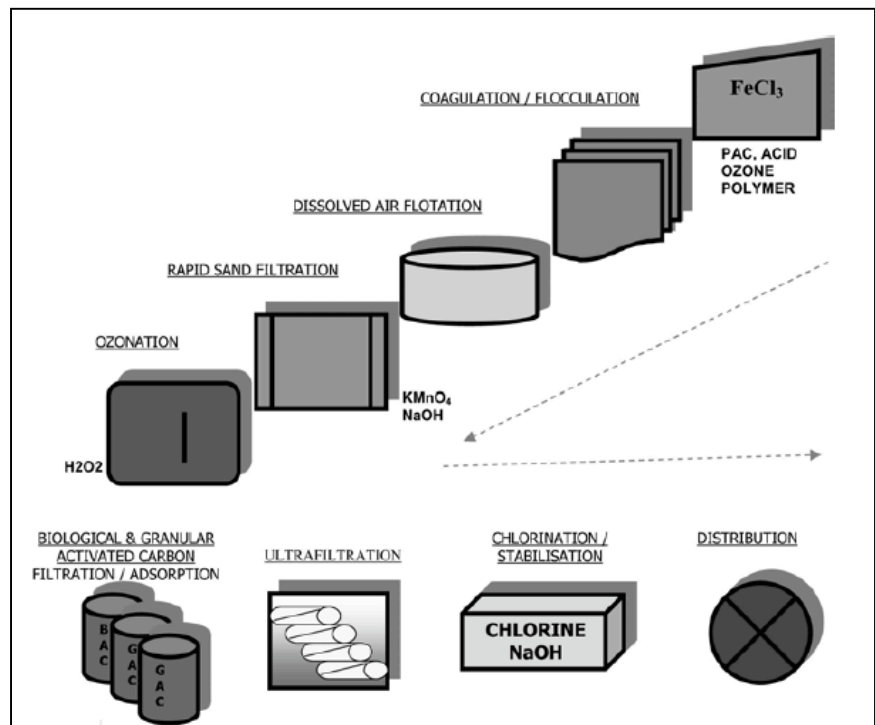 FeCl₃
PAC, ACID
OZONE
POLYMER
COAGULATION / FLOCCULATION
DISSOLVED AIR FLOTATION
RAPID SAND FILTRATION
KMnO₄
NaOH
OZONATION
H2O2
BIOLOGICAL & GRANULAR
ACTIVATED CARBON
FILTRATION / ADSORPTION
BAC
GAC
GAC
ULTRAFILTRATION
CHLORINATION /
STABILISATION
CHLORINE
NaOH
DISTRIBUTION